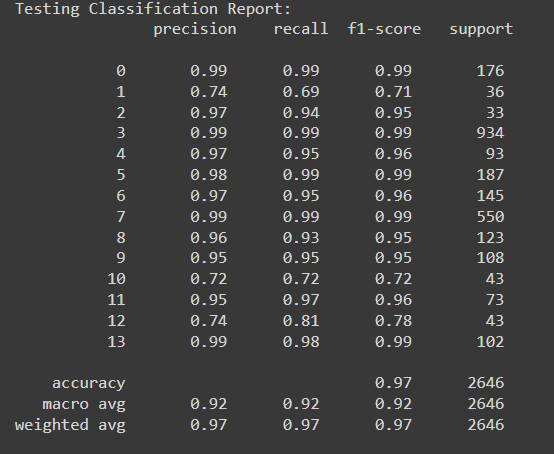 Testing Classification Report:
precision recall f1-score support
0 0.99 0.99 0.99 176
1 0.74 0.69 0.71 36
2 0.97 0.94 0.95 33
3 0.99 0.99 0.99 934
4 0.97 0.95 0.96 93
5 0.98 0.99 0.99 187
6 0.97 0.95 0.96 145
7 0.99 0.99 0.99 550
8 0.96 0.93 0.95 123
9 0.95 0.95 0.95 108
10 0.72 0.72 0.72 43
11 0.95 0.97 0.96 73
12 0.74 0.81 0.78 43
13 0.99 0.98 0.99 102
accuracy 0.97 2646
macro avg 0.92 0.92 0.92 2646
weighted avg 0.97 0.97 0.97 2646